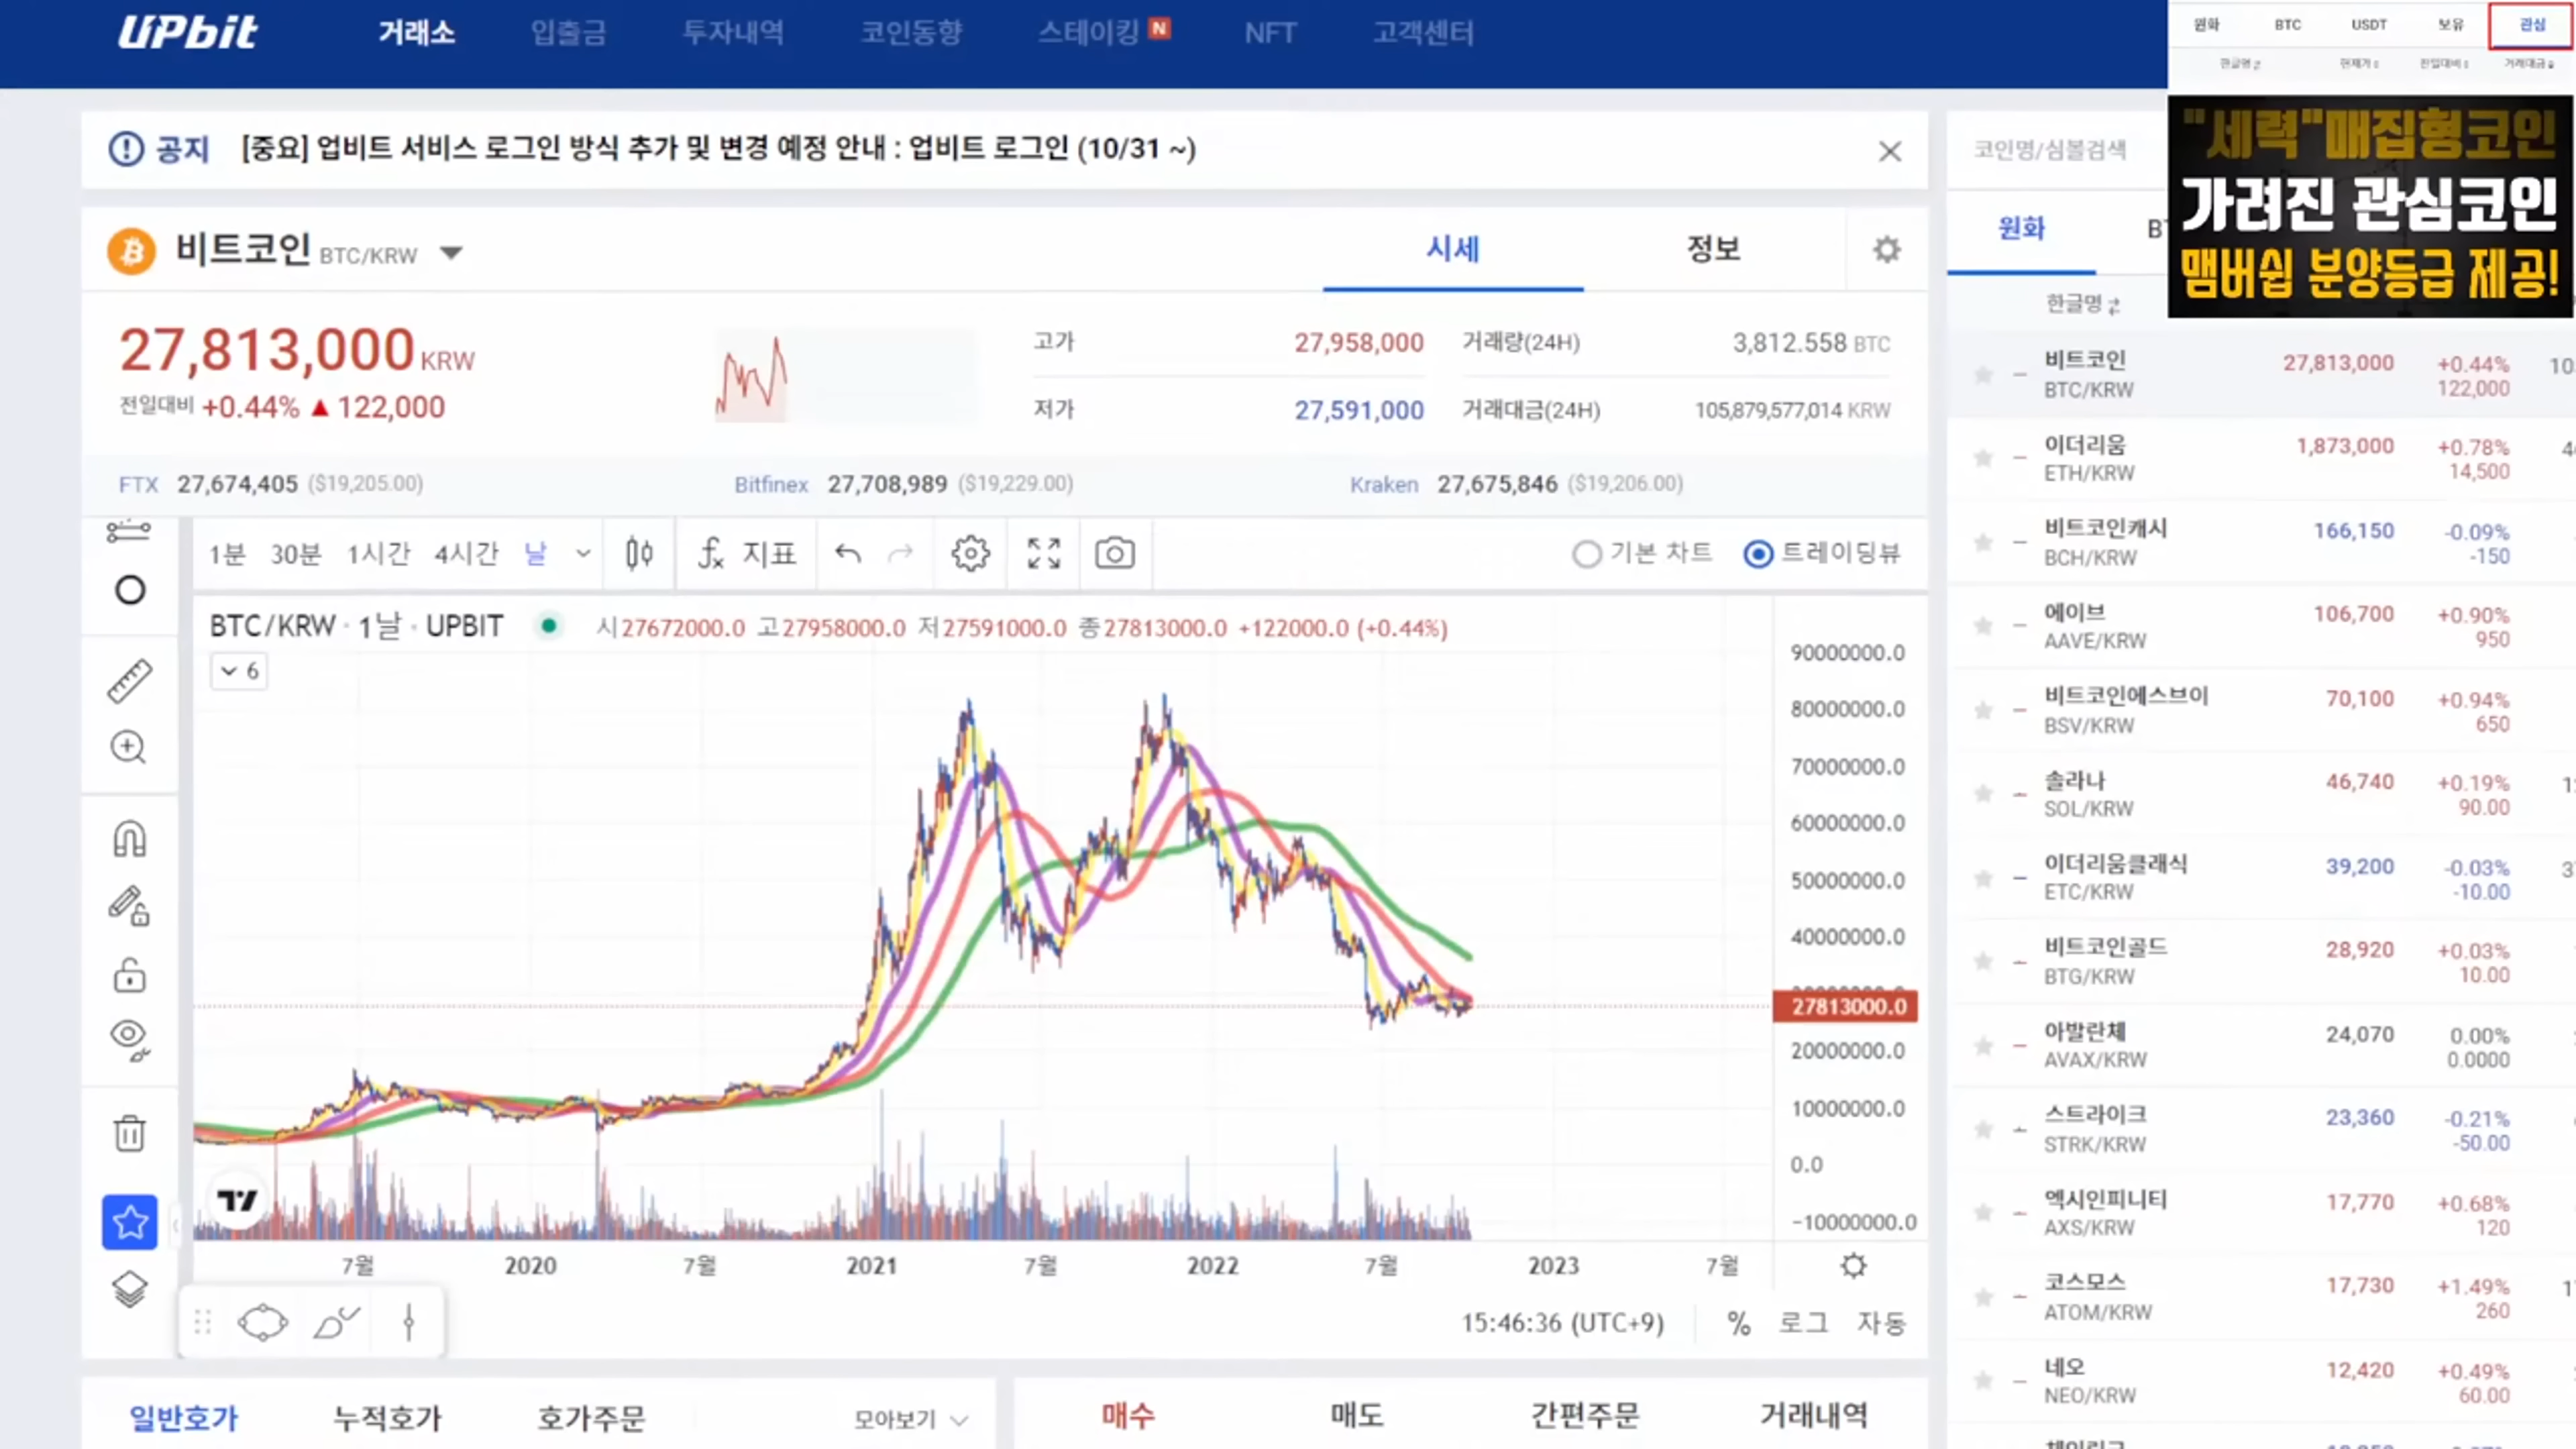 UPbit
거래소 입출금 투자내역 코인동향 스테이킹 N NFT 고객센터
원화 BTC USDT 보유 관심
한글명 현재가 전일대비 거래대금
공지 [중요] 업비트 서비스 로그인 방식 추가 및 변경 예정 안내 : 업비트 로그인 (10/31 ~)
코인명/심볼검색
"세력"매집형코인
가려진 관심코인
맴버쉽 분양등급 제공!
비트코인 BTC/KRW
시세 정보
원화
한글명
27,813,000 KRW
전일대비 +0.44% ▲ 122,000
고가 27,958,000 거래량(24H) 3,812.558 BTC
저가 27,591,000 거래대금(24H) 105,879,577,014 KRW
FTX 27,674,405 ($19,205.00) Bitfinex 27,708,989 ($19,229.00) Kraken 27,675,846 ($19,206.00)
1분 30분 1시간 4시간 날 지표 기본 차트 트레이딩뷰
BTC/KRW · 1날 · UPBIT 시27672000.0 고27958000.0 저27591000.0 종27813000.0 +122000.0 (+0.44%)
6
90000000.0
80000000.0
70000000.0
60000000.0
50000000.0
40000000.0
27813000.0
20000000.0
10000000.0
0.0
-10000000.0
7월 2020 7월 2021 7월 2022 7월 2023 7월
15:46:36 (UTC+9) % 로그 자동
일반호가 누적호가 호가주문 모아보기
매수 매도 간편주문 거래내역
비트코인 27,813,000 +0.44%
BTC/KRW 122,000
이더리움 1,873,000 +0.78%
ETH/KRW 14,500
비트코인캐시 166,150 -0.09%
BCH/KRW -150
에이브 106,700 +0.90%
AAVE/KRW 950
비트코인에스브이 70,100 +0.94%
BSV/KRW 650
솔라나 46,740 +0.19%
SOL/KRW 90.00
이더리움클래식 39,200 -0.03%
ETC/KRW -10.00
비트코인골드 28,920 +0.03%
BTG/KRW 10.00
아발란체 24,070 0.00%
AVAX/KRW 0.0000
스트라이크 23,360 -0.21%
STRK/KRW -50.00
엑시인피니티 17,770 +0.68%
AXS/KRW 120
코스모스 17,730 +1.49%
ATOM/KRW 260
네오 12,420 +0.49%
NEO/KRW 60.00